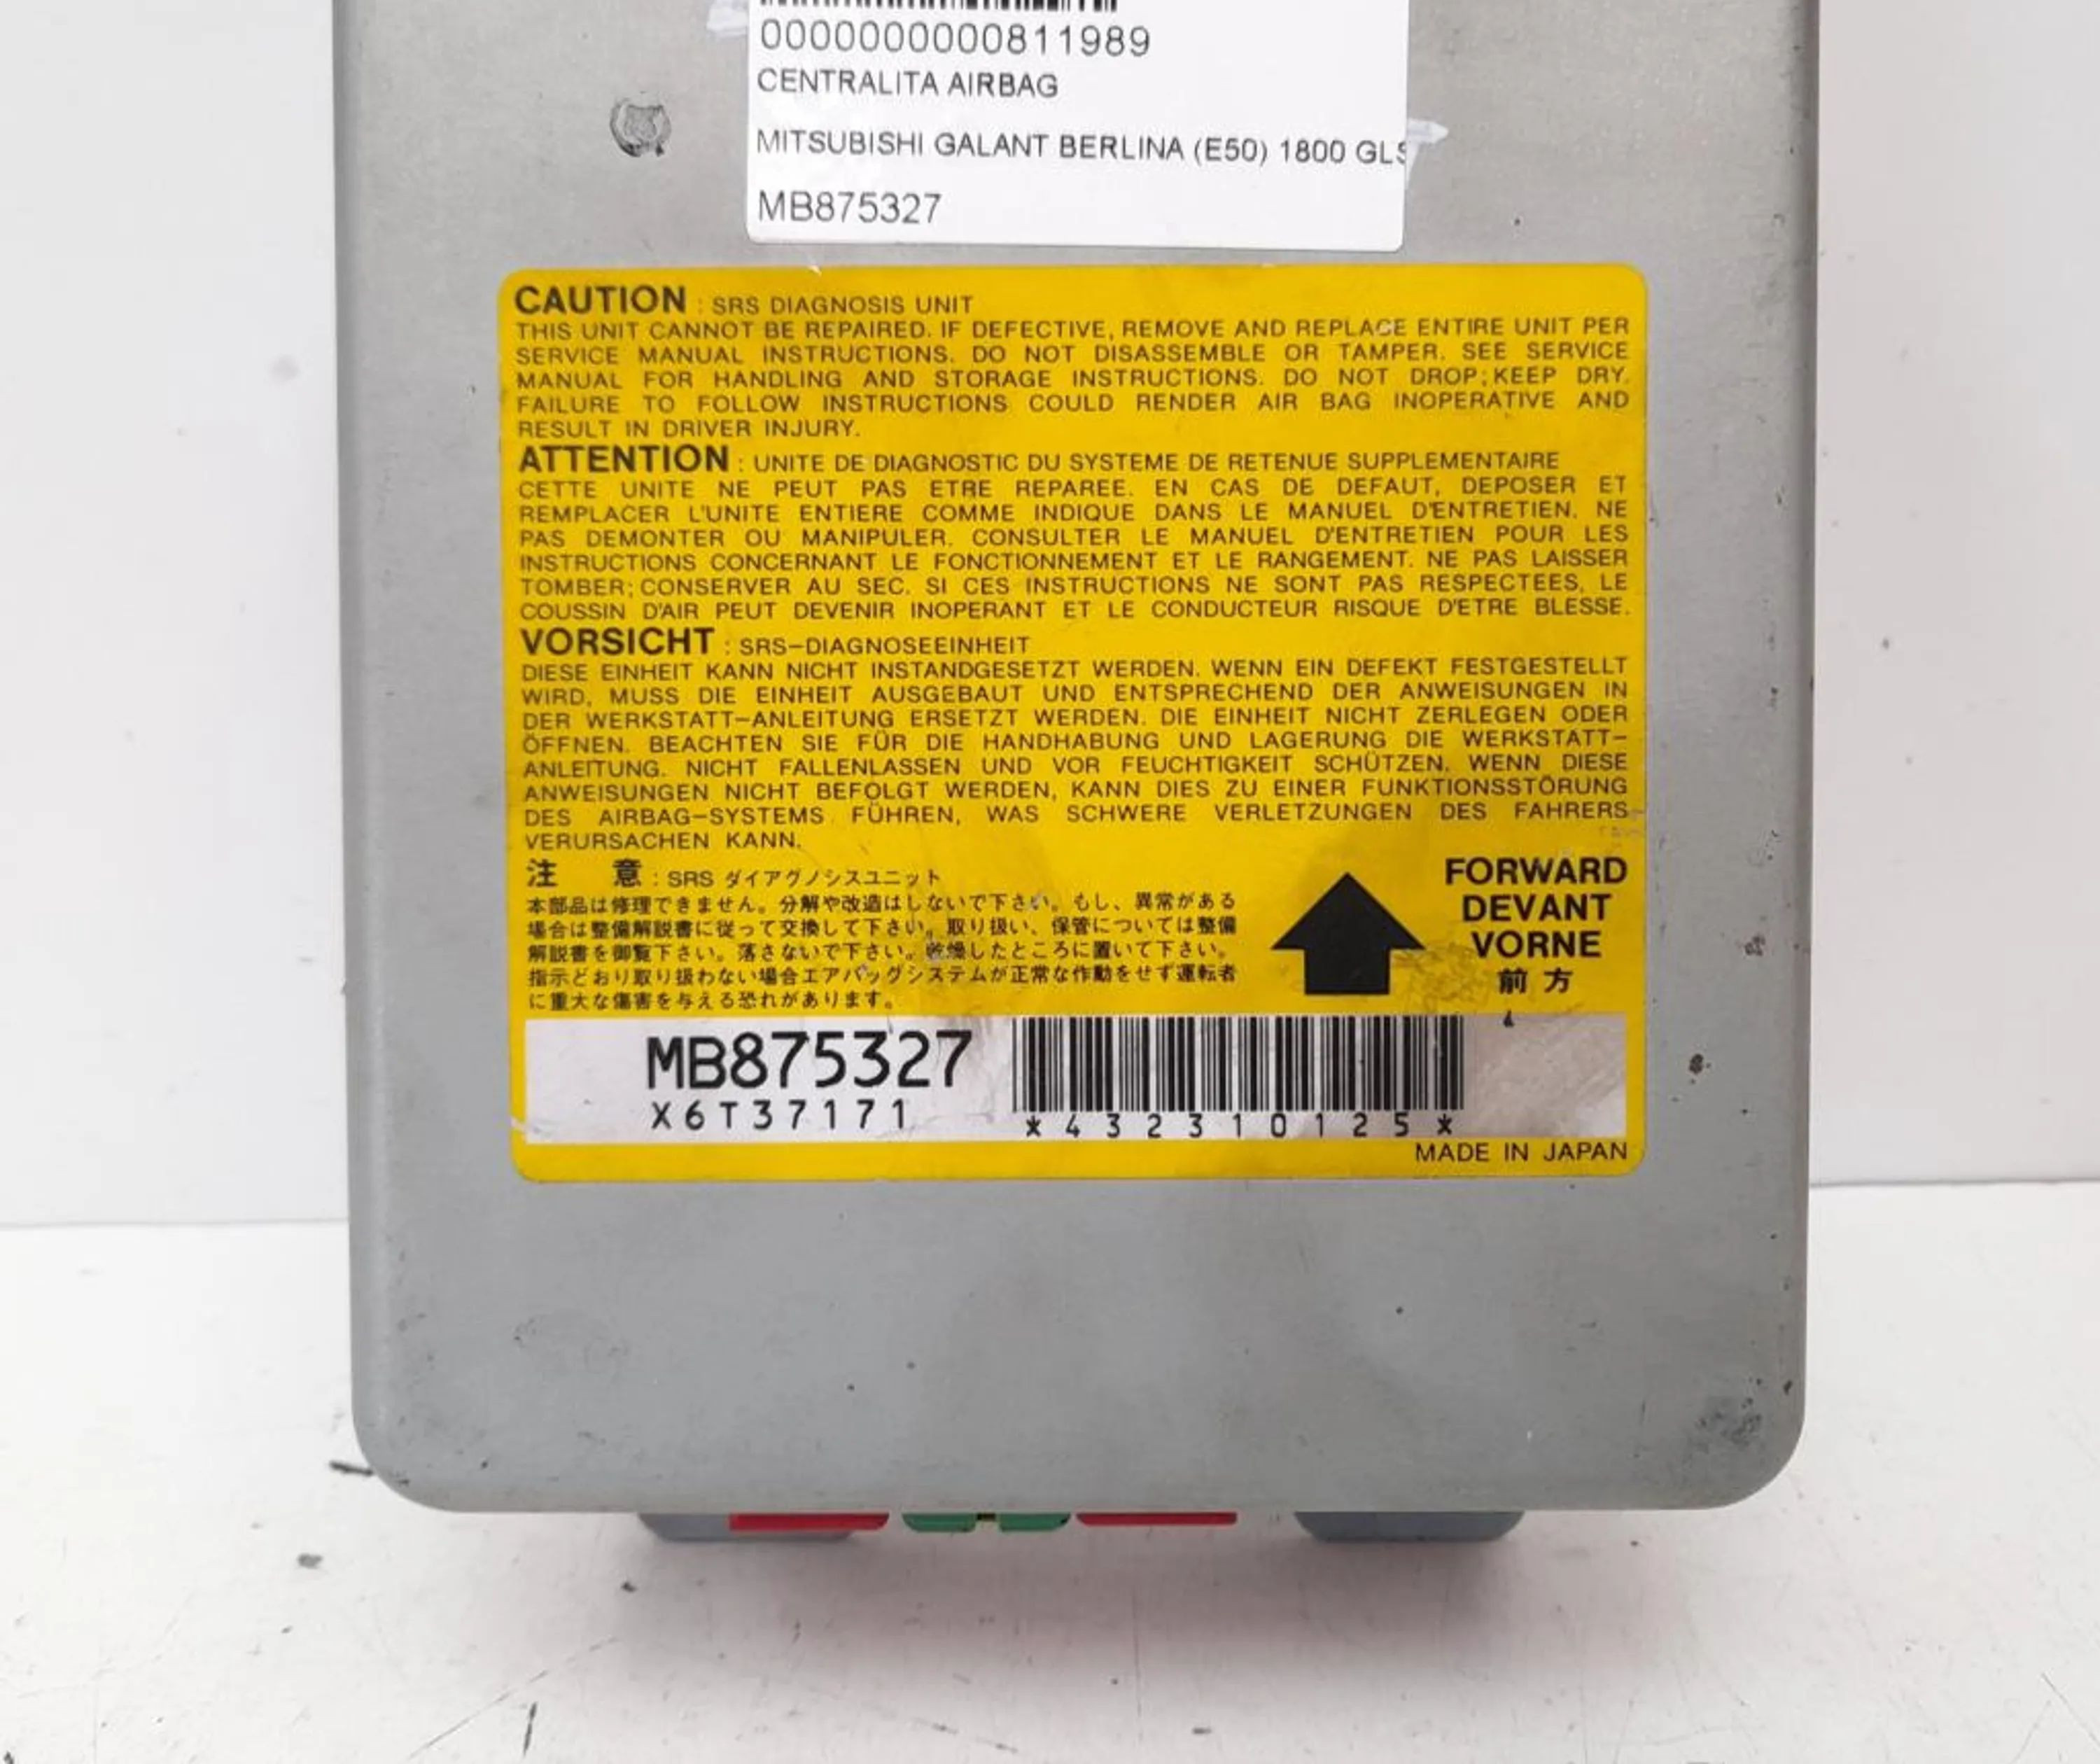 0000000000811989
CENTRALITA AIRBAG
MITSUBISHI GALANT BERLINA (E50) 1800 GLS
MB875327
CAUTION : SRS DIAGNOSIS UNIT
THIS UNIT CANNOT BE REPAIRED. IF DEFECTIVE, REMOVE AND REPLACE ENTIRE UNIT PER
SERVICE MANUAL INSTRUCTIONS. DO NOT DISASSEMBLE OR TAMPER. SEE SERVICE
MANUAL FOR HANDLING AND STORAGE INSTRUCTIONS. DO NOT DROP; KEEP DRY.
FAILURE TO FOLLOW INSTRUCTIONS COULD RENDER AIR BAG INOPERATIVE AND
RESULT IN DRIVER INJURY.
ATTENTION : UNITE DE DIAGNOSTIC DU SYSTEME DE RETENUE SUPPLEMENTAIRE
CETTE UNITE NE PEUT PAS ETRE REPAREE. EN CAS DE DEFAUT, DEPOSER ET
REMPLACER L'UNITE ENTIERE COMME INDIQUE DANS LE MANUEL D'ENTRETIEN. NE
PAS DEMONTER OU MANIPULER. CONSULTER LE MANUEL D'ENTRETIEN POUR LES
INSTRUCTIONS CONCERNANT LE FONCTIONNEMENT ET LE RANGEMENT. NE PAS LAISSER
TOMBER; CONSERVER AU SEC. SI CES INSTRUCTIONS NE SONT PAS RESPECTEES, LE
COUSSIN D'AIR PEUT DEVENIR INOPERANT ET LE CONDUCTEUR RISQUE D'ETRE BLESSE.
VORSICHT : SRS-DIAGNOSEEINHEIT
DIESE EINHEIT KANN NICHT INSTANDGESETZT WERDEN. WENN EIN DEFEKT FESTGESTELLT
WIRD, MUSS DIE EINHEIT AUSGEBAUT UND ENTSPRECHEND DER ANWEISUNGEN IN
DER WERKSTATT-ANLEITUNG ERSETZT WERDEN. DIE EINHEIT NICHT ZERLEGEN ODER
ÖFFNEN. BEACHTEN SIE FÜR DIE HANDHABUNG UND LAGERUNG DIE WERKSTATT-
ANLEITUNG. NICHT FALLENLASSEN UND VOR FEUCHTIGKEIT SCHÜTZEN. WENN DIESE
ANWEISUNGEN NICHT BEFOLGT WERDEN, KANN DIES ZU EINER FUNKTIONSSTÖRUNG
DES AIRBAG-SYSTEMS FÜHREN, WAS SCHWERE VERLETZUNGEN DES FAHRERS
VERURSACHEN KANN.
注 意 : SRS ダイアグノシスユニット
本部品は修理できません。分解や改造はしないで下さい。もし、異常がある
場合は整備解説書に従って交換して下さい。取り扱い、保管については整備
解説書を御覧下さい。落さないで下さい。乾燥したところに置いて下さい。
指示どおり取り扱わない場合エアバッグシステムが正常な作動をせず運転者
に重大な傷害を与える恐れがあります。
FORWARD
DEVANT
VORNE
前方
MB875327
X6T37171
*432310125*
MADE IN JAPAN